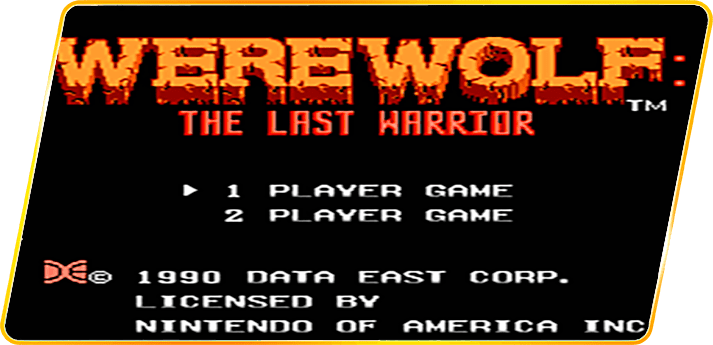 WEREWOLF:
TM
THE LAST WARRIOR
1 PLAYER GAME
2 PLAYER GAME
DE© 1990 DATA EAST CORP.
LICENSED BY
NINTENDO OF AMERICA INC